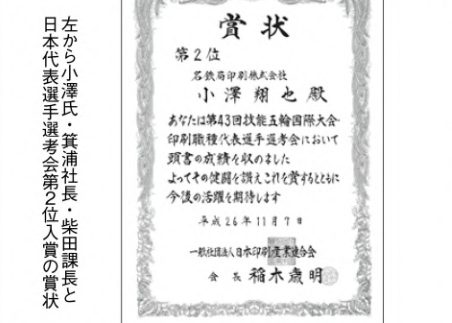 左から小澤氏・箕浦社長・柴田課長と
日本代表選手選考会第２位入賞の賞状
賞状
第２位
名鉄局印刷株式会社
小澤翔也殿
あなたは第43回技能五輪国際大会
印刷職種代表選手選考会において
頭書の成績を収めました
よってその健闘を讃えこれを賞するとともに
今後の活躍を期待します
平成26年11月7日
一般社団法人日本印刷産業連合会
会長 稲木歳明